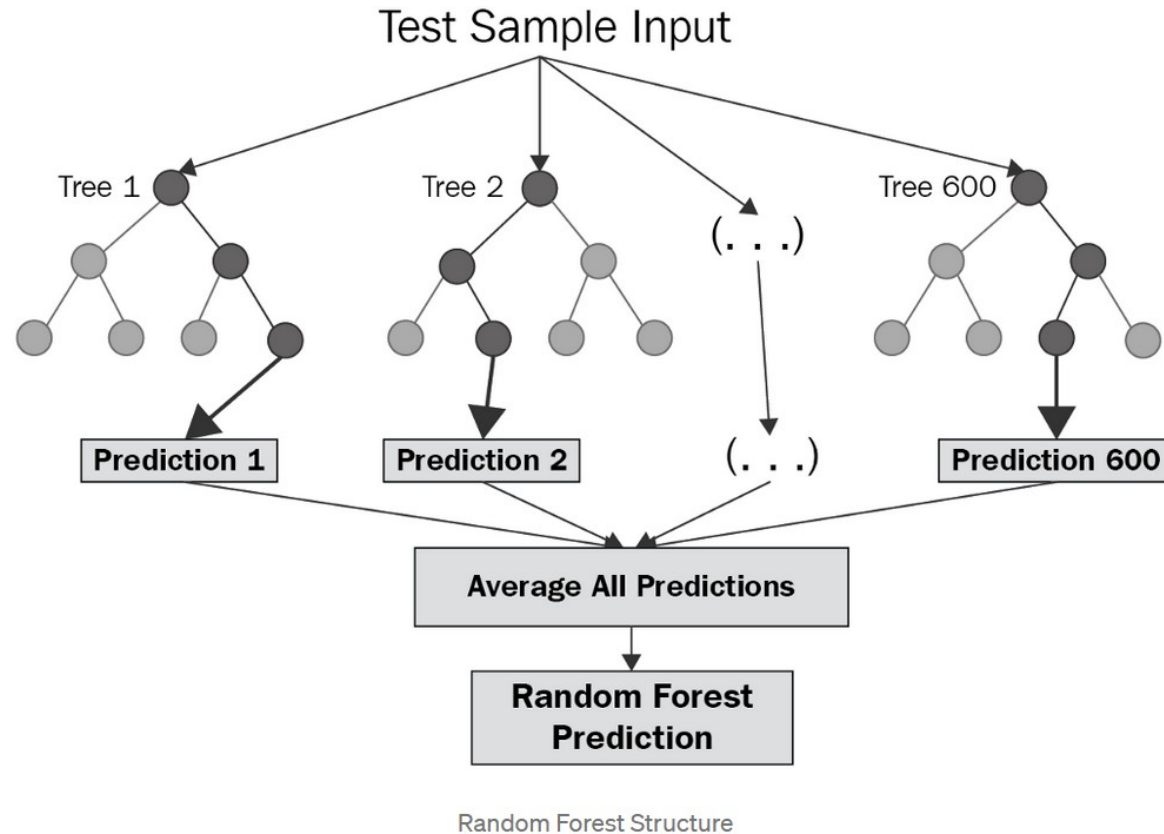 Test Sample Input
Tree 1
Tree 2
Tree 600
(. . .)
Prediction 1
Prediction 2
(. . .)
Prediction 600
Average All Predictions
Random Forest
Prediction
Random Forest Structure